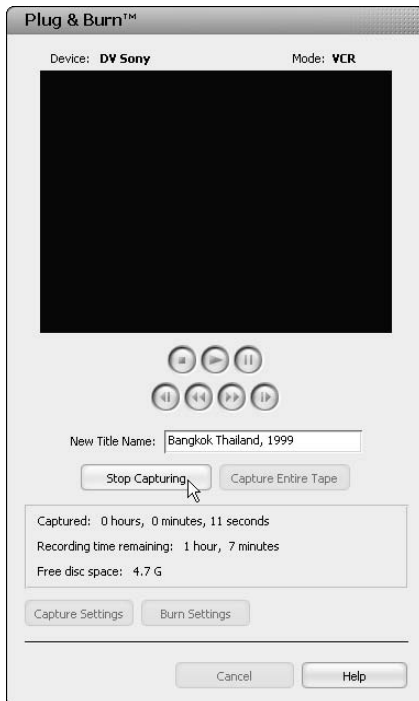 Plug & Burn™
Device: DV Sony Mode: VCR
New Title Name: Bangkok Thailand, 1999
Stop Capturing Capture Entire Tape
Captured: 0 hours, 0 minutes, 11 seconds
Recording time remaining: 1 hour, 7 minutes
Free disc space: 4.7 G
Capture Settings Burn Settings
Cancel Help